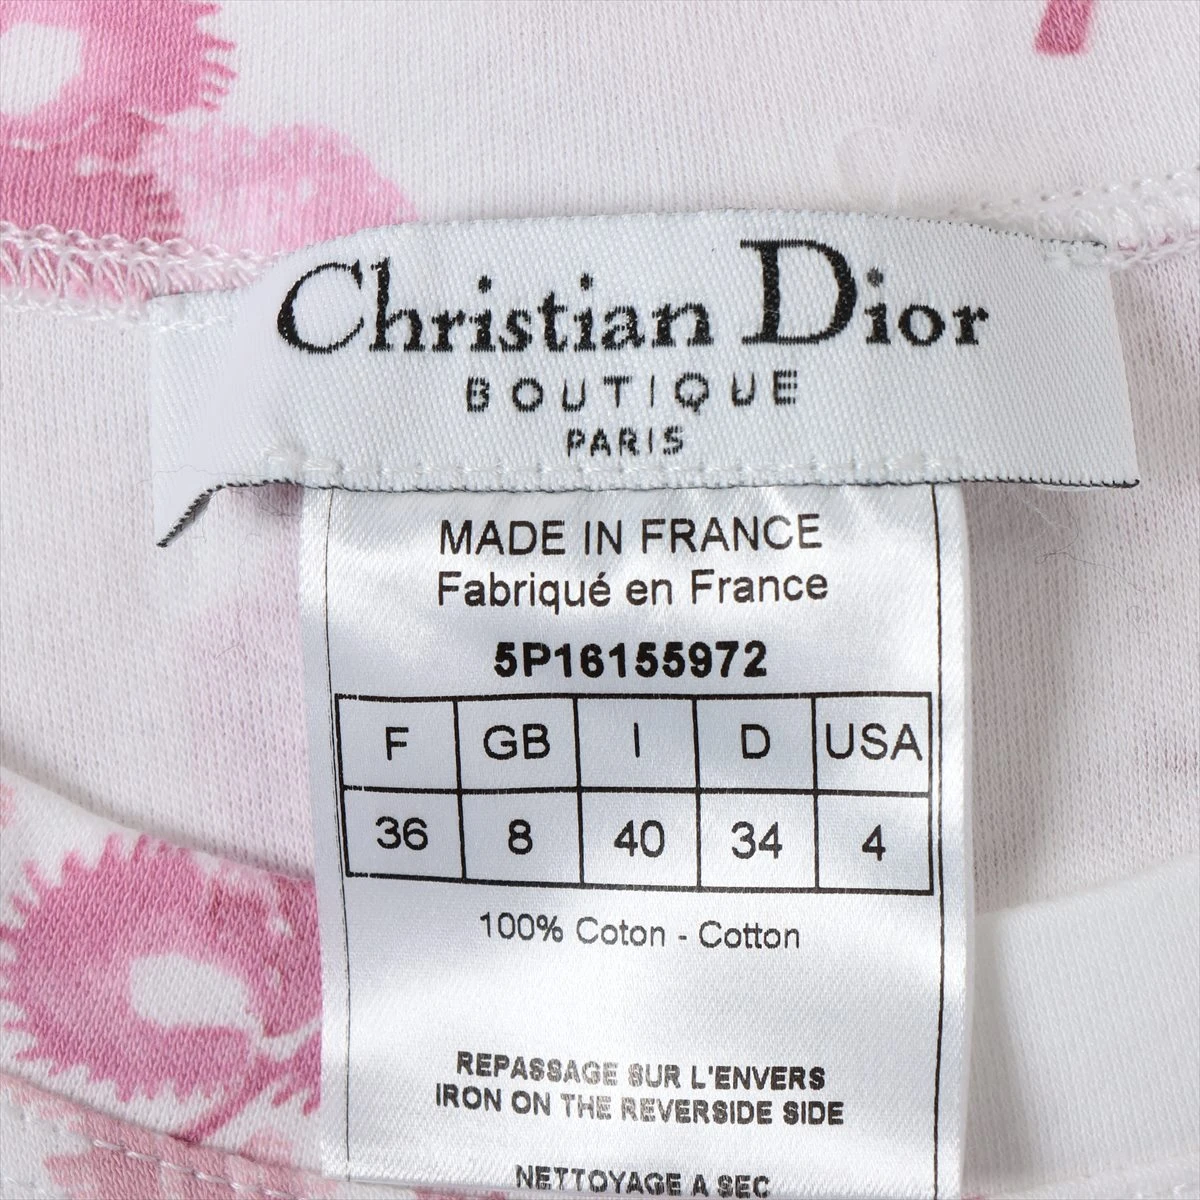 Christian Dior
BOUTIQUE
PARIS
MADE IN FRANCE
Fabriqué en France
5P16155972
F GB I D USA
36 8 40 34 4
100% Coton - Cotton
REPASSAGE SUR L'ENVERS
IRON ON THE REVERSIDE SIDE
NETTOYAGE A SEC